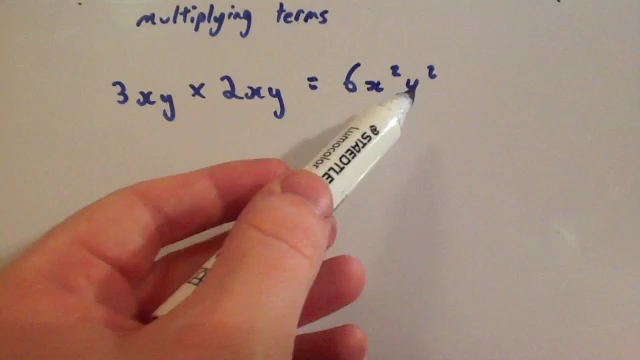 multiplying terms
3xy × 2xy = 6x²y²
STAEDTLER
Lumocolor